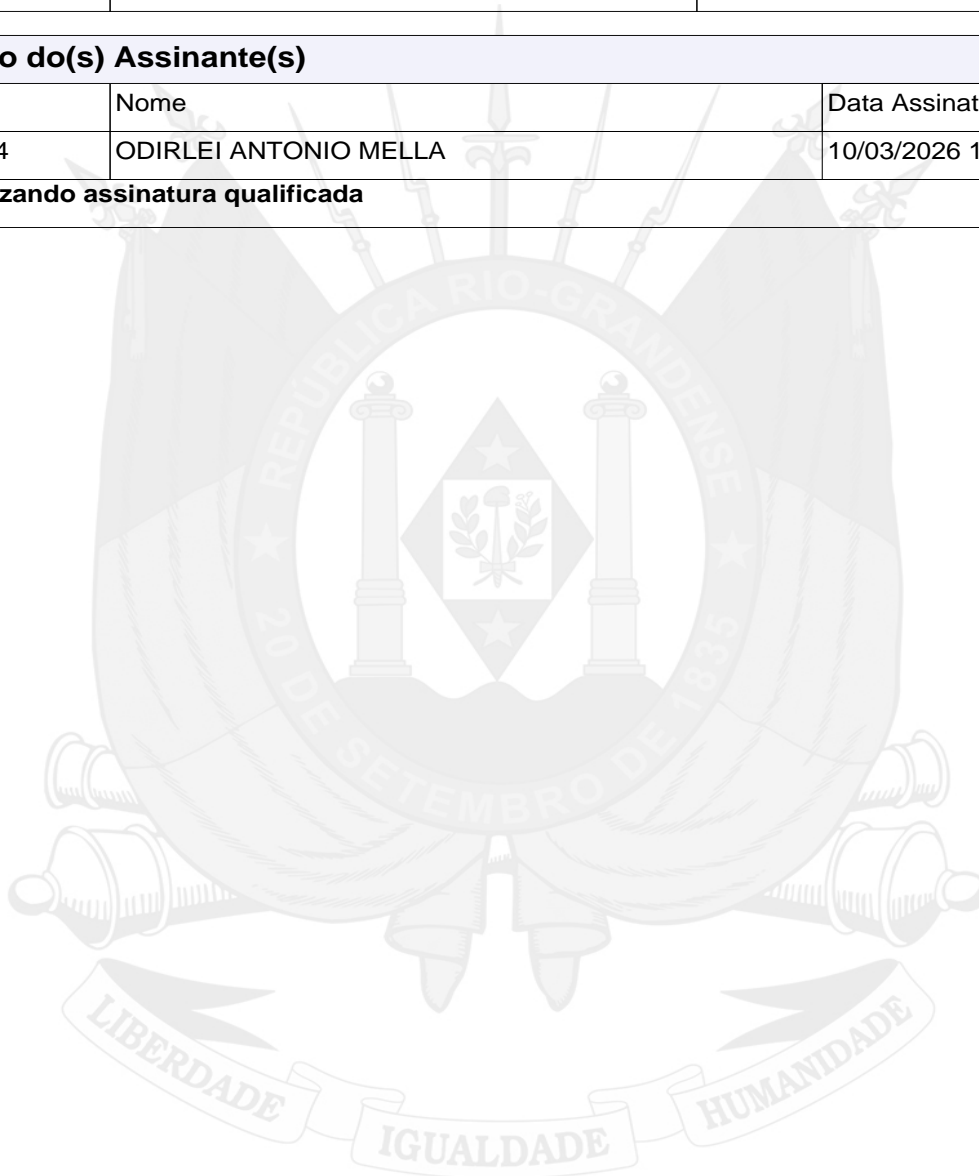 o do(s) Assinante(s)
Nome Data Assinat
4 ODIRLEI ANTONIO MELLA 10/03/2026 1
zando assinatura qualificada
REPÚBLICA RIO-GRANDENSE
★ 20 DE SETEMBRO DE 1835 ★
LIBERDADE IGUALDADE HUMANIDADE